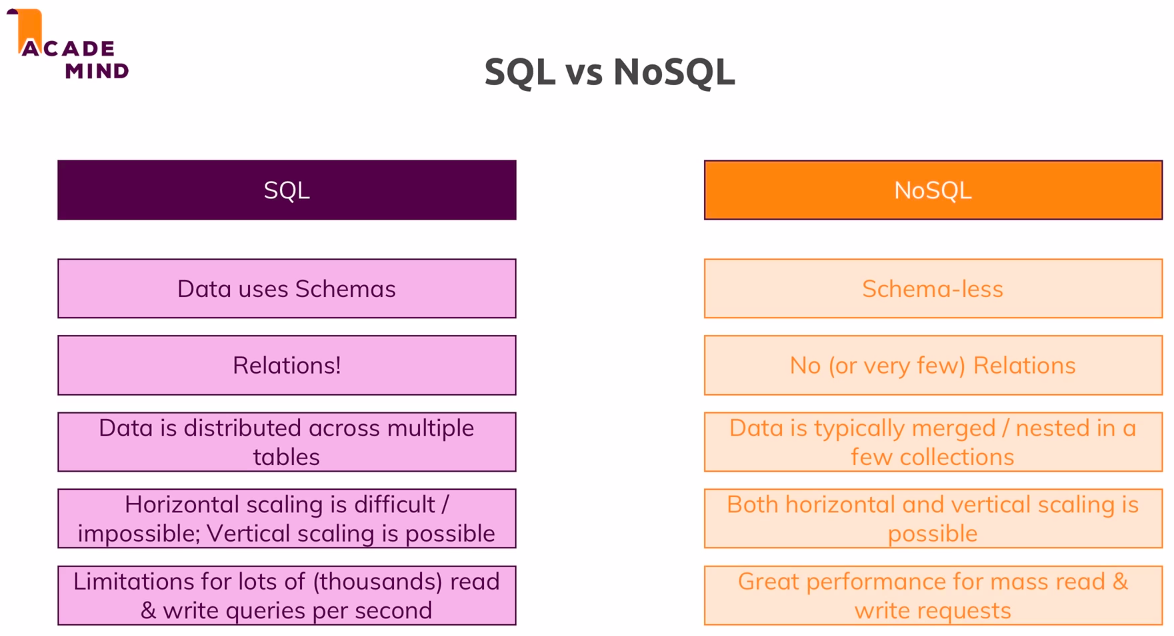 ACADE
MIND
SQL vs NoSQL
SQL
NoSQL
Data uses Schemas
Schema-less
Relations!
No (or very few) Relations
Data is distributed across multiple
tables
Data is typically merged / nested in a
few collections
Horizontal scaling is difficult /
impossible; Vertical scaling is possible
Both horizontal and vertical scaling is
possible
Limitations for lots of (thousands) read
& write queries per second
Great performance for mass read &
write requests